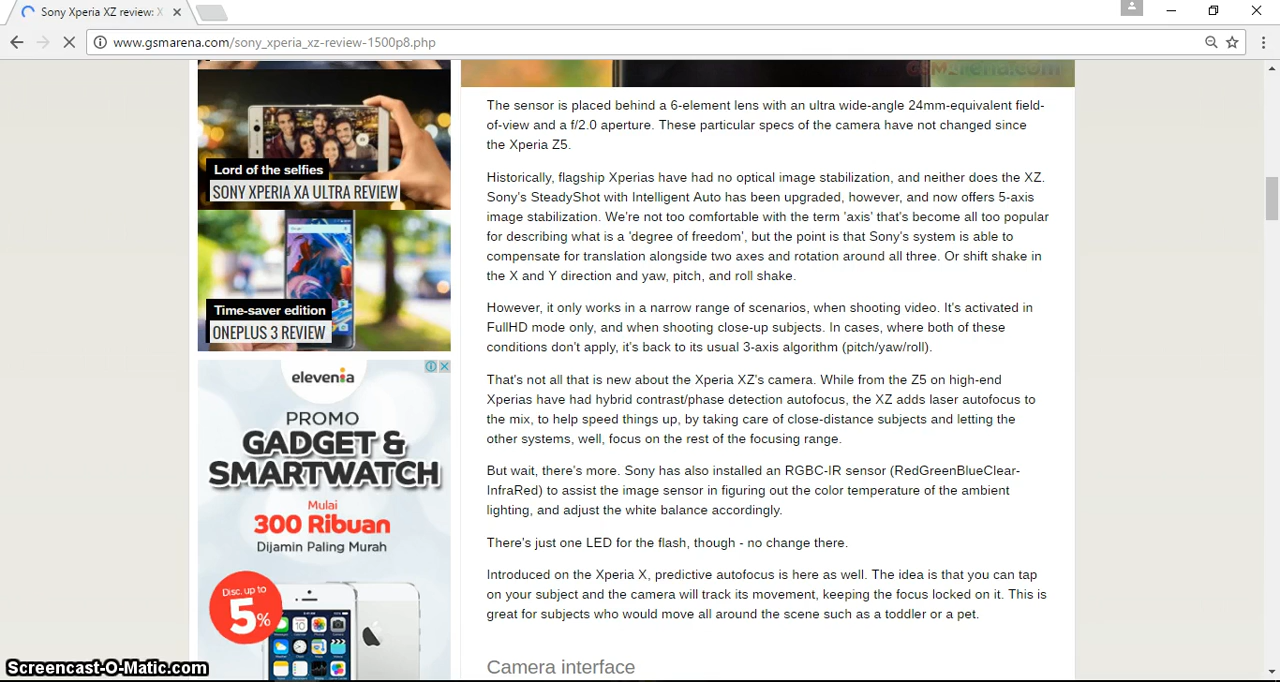 Sony Xperia XZ review: X
www.gsmarena.com/sony_xperia_xz-review-1500p8.php
Lord of the selfies
SONY XPERIA XA ULTRA REVIEW
Time-saver edition
ONEPLUS 3 REVIEW
elevenia
PROMO
GADGET &
SMARTWATCH
Mulai
300 Ribuan
Dijamin Paling Murah
Disc. up to
5%
GSMArena.com
The sensor is placed behind a 6-element lens with an ultra wide-angle 24mm-equivalent field-
of-view and a f/2.0 aperture. These particular specs of the camera have not changed since
the Xperia Z5.
Historically, flagship Xperias have had no optical image stabilization, and neither does the XZ.
Sony's SteadyShot with Intelligent Auto has been upgraded, however, and now offers 5-axis
image stabilization. We're not too comfortable with the term 'axis' that's become all too popular
for describing what is a 'degree of freedom', but the point is that Sony's system is able to
compensate for translation alongside two axes and rotation around all three. Or shift shake in
the X and Y direction and yaw, pitch, and roll shake.
However, it only works in a narrow range of scenarios, when shooting video. It's activated in
FullHD mode only, and when shooting close-up subjects. In cases, where both of these
conditions don't apply, it's back to its usual 3-axis algorithm (pitch/yaw/roll).
That's not all that is new about the Xperia XZ's camera. While from the Z5 on high-end
Xperias have had hybrid contrast/phase detection autofocus, the XZ adds laser autofocus to
the mix, to help speed things up, by taking care of close-distance subjects and letting the
other systems, well, focus on the rest of the focusing range.
But wait, there's more. Sony has also installed an RGBC-IR sensor (RedGreenBlueClear-
InfraRed) to assist the image sensor in figuring out the color temperature of the ambient
lighting, and adjust the white balance accordingly.
There's just one LED for the flash, though - no change there.
Introduced on the Xperia X, predictive autofocus is here as well. The idea is that you can tap
on your subject and the camera will track its movement, keeping the focus locked on it. This is
great for subjects who would move all around the scene such as a toddler or a pet.
Camera interface
Screencast-O-Matic.com